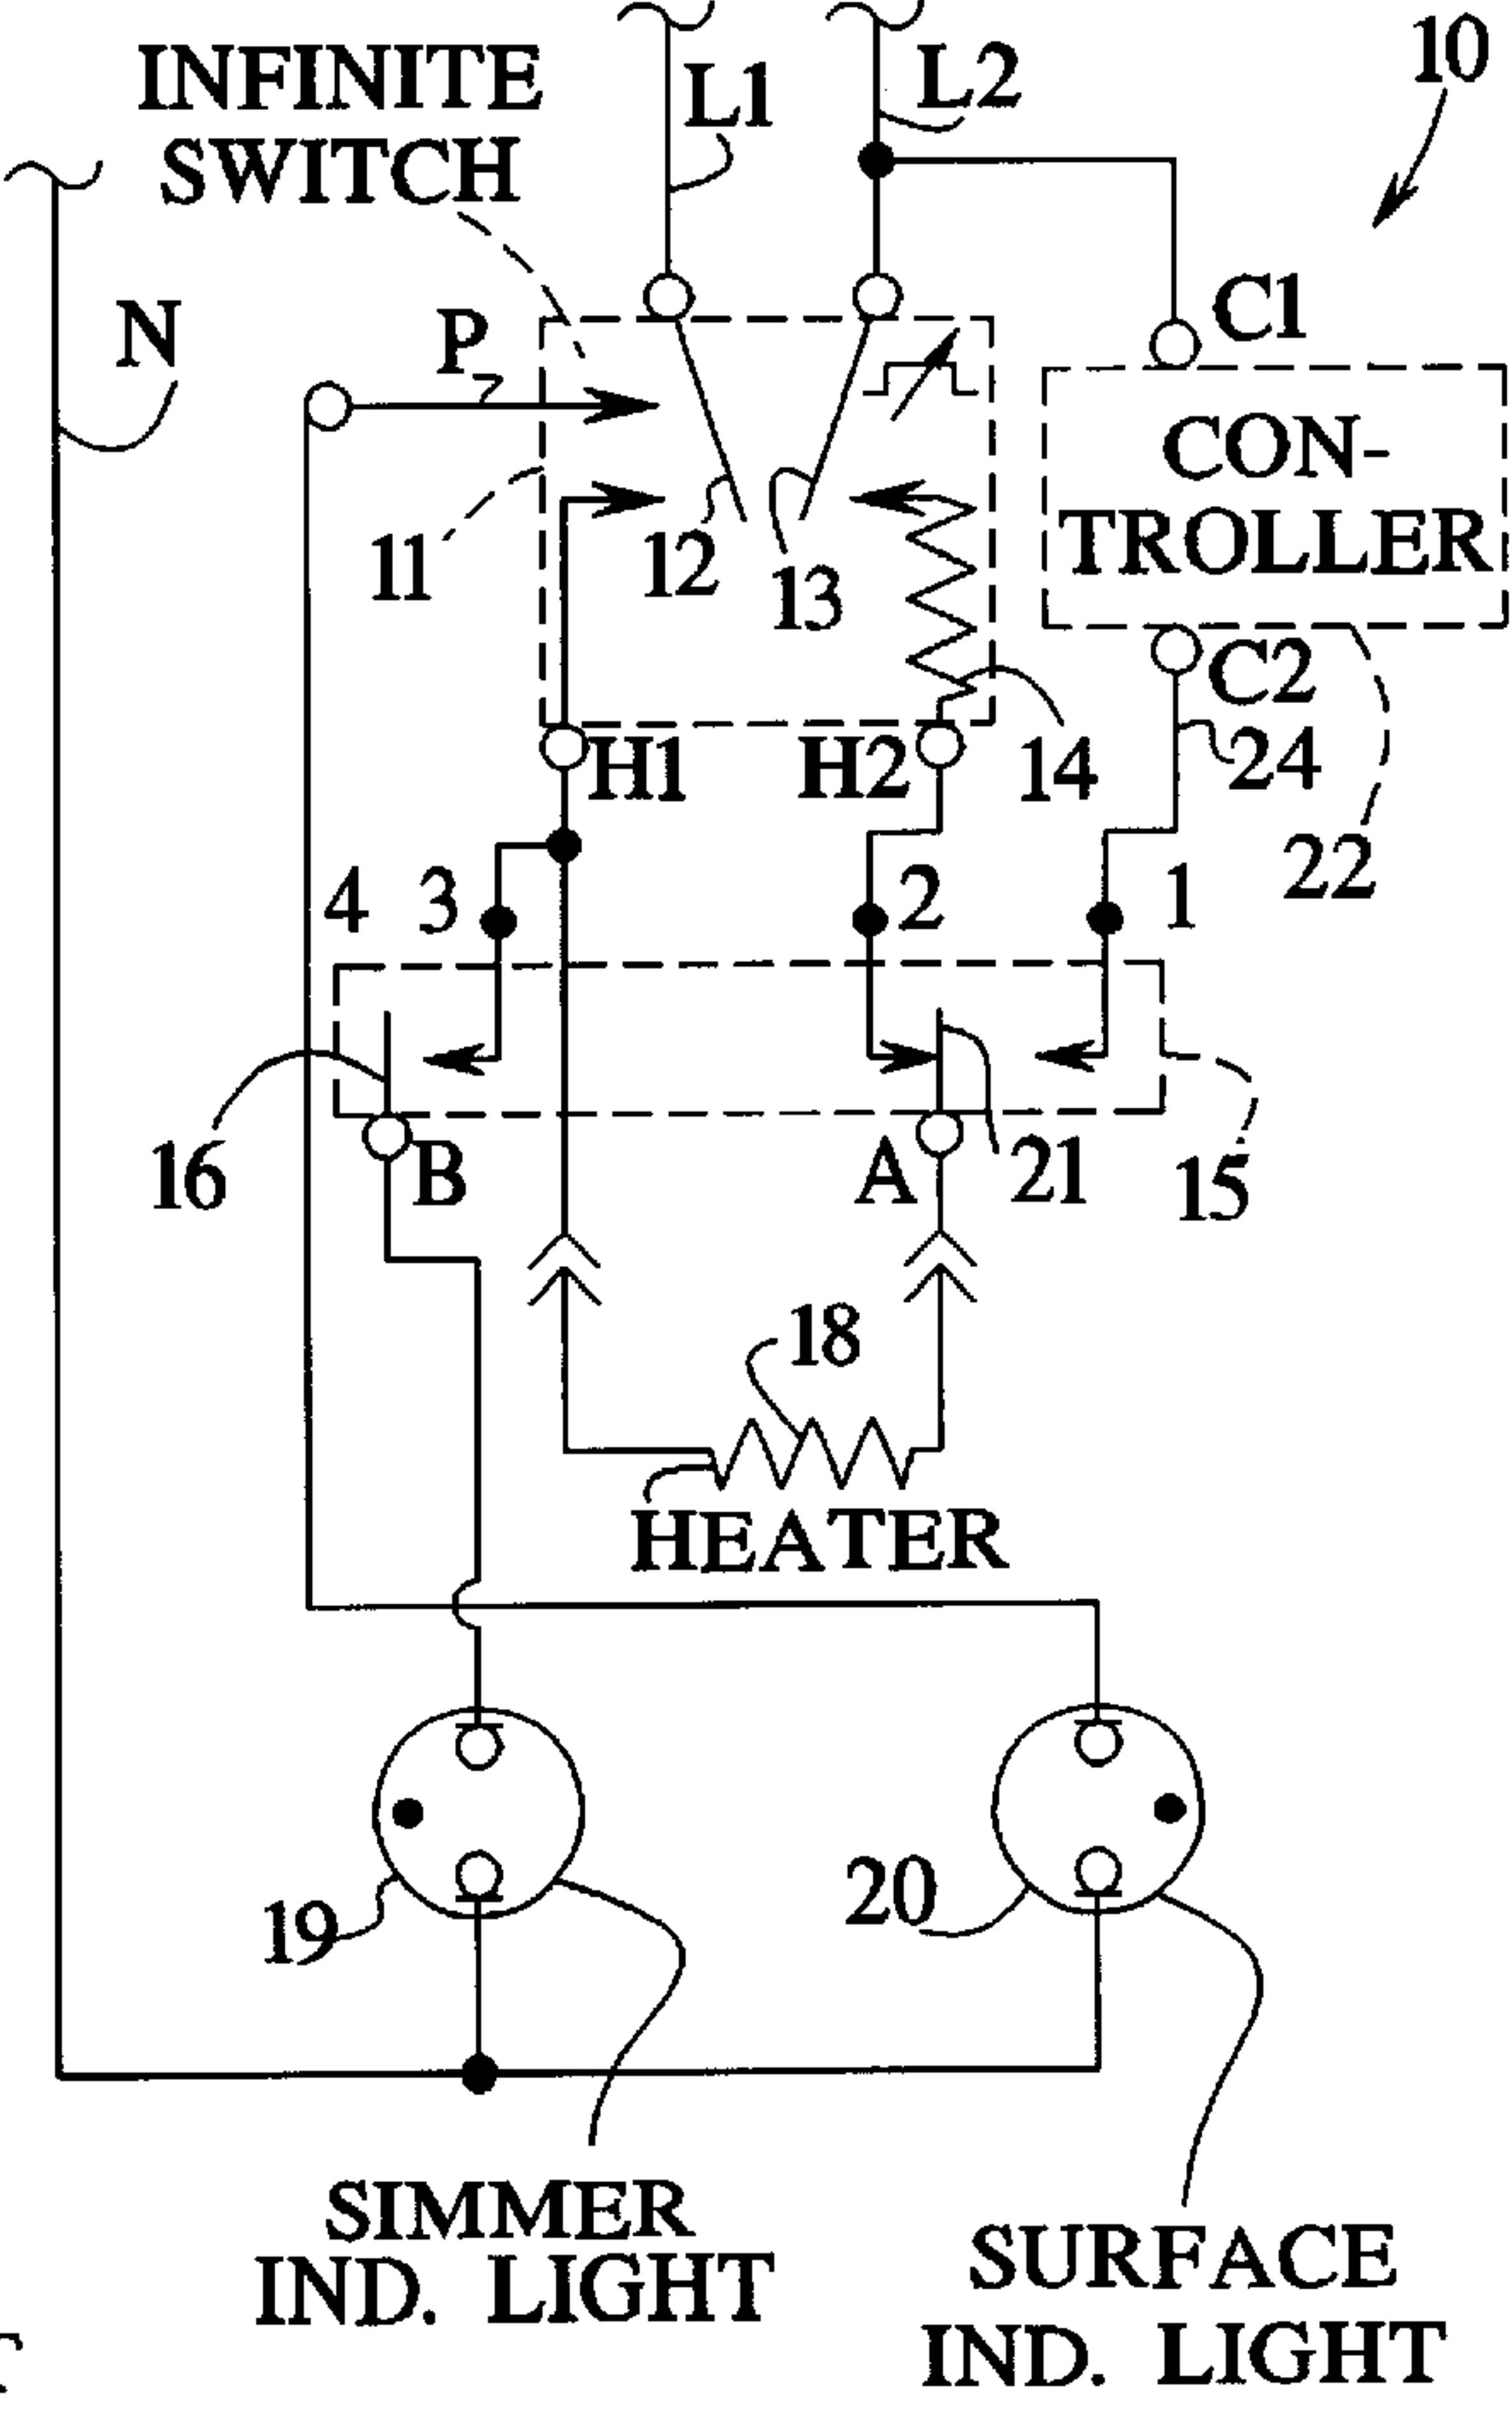 10
INFINITE
SWITCH
L1
L2
N
P
C1
CON-
TROLLER
11
12
13
C2
H1
H2
14
24
22
4
3
2
1
16
B
A
21
15
18
HEATER
19
20
SIMMER
IND. LIGHT
SURFACE
IND. LIGHT